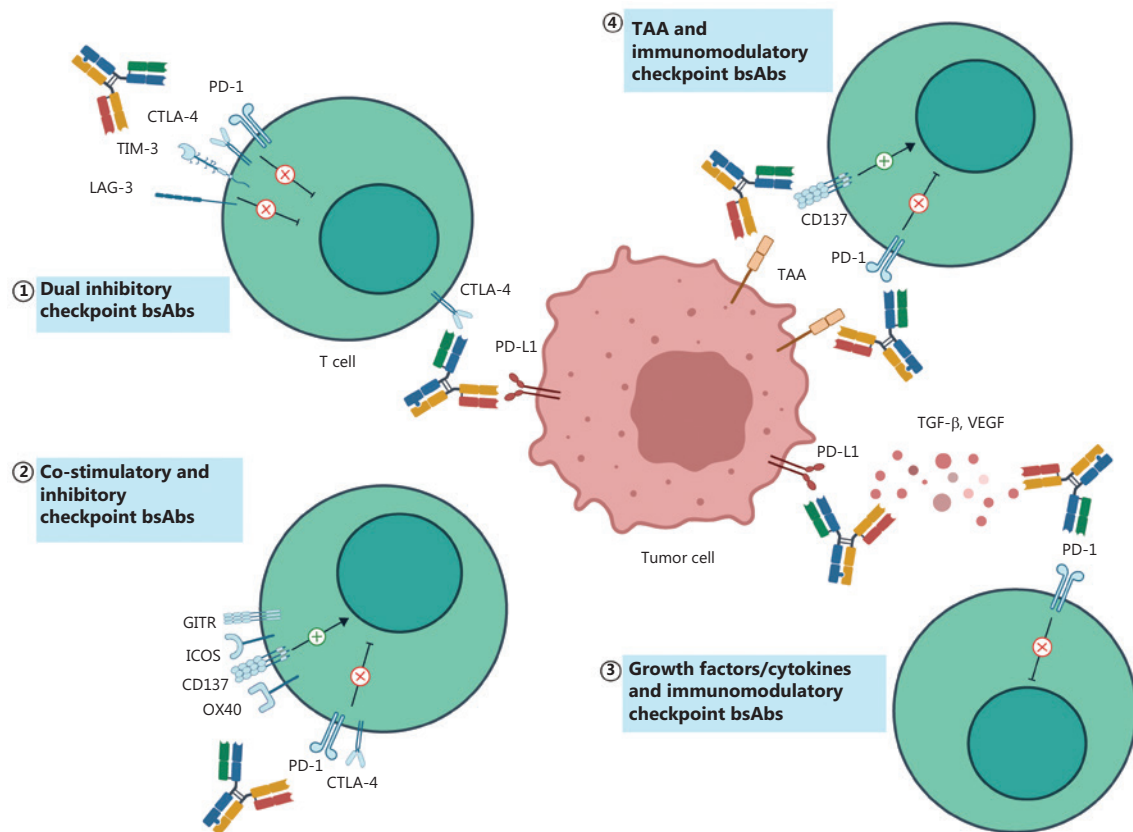 PD-1
CTLA-4
TIM-3
LAG-3
① Dual inhibitory
checkpoint bsAbs
T cell
CTLA-4
PD-L1
② Co-stimulatory and
inhibitory
checkpoint bsAbs
GITR
ICOS
CD137
OX40
PD-1
CTLA-4
Tumor cell
④ TAA and
immunomodulatory
checkpoint bsAbs
CD137
PD-1
TAA
TGF-β, VEGF
PD-L1
PD-1
③ Growth factors/cytokines
and immunomodulatory
checkpoint bsAbs